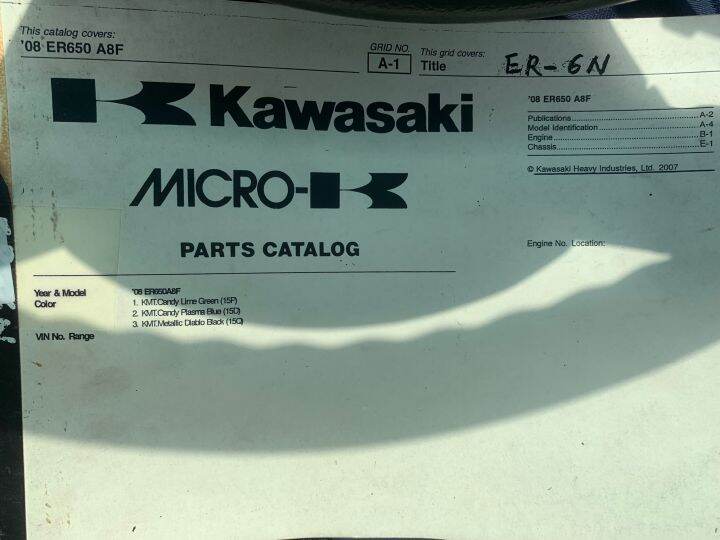 This catalog covers:
'08 ER650 A8F
GRID NO.
A-1
This grid covers:
Title
ER-6N
Kawasaki
MICRO-K
PARTS CATALOG
'08 ER650 A8F
Publications ........ A-2
Model Identification ........ A-4
Engine ........ B-1
Chassis ........ E-1
© Kawasaki Heavy Industries, Ltd. 2007
Engine No. Location:
Year & Model
'08 ER650A8F
Color
1. KMT.Candy Lime Green (15P)
2. KMT.Candy Plasma Blue (15D)
3. KMT.Metallic Diablo Black (15Q)
VIN No. Range